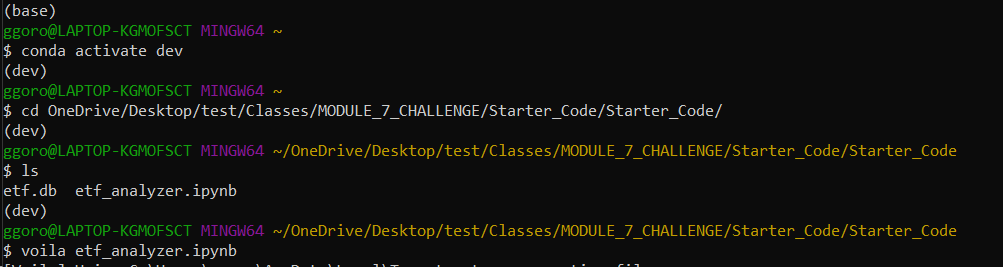 (base)
ggoro@LAPTOP-KGMOFSCT MINGW64 ~
$ conda activate dev
(dev)
ggoro@LAPTOP-KGMOFSCT MINGW64 ~
$ cd OneDrive/Desktop/test/Classes/MODULE_7_CHALLENGE/Starter_Code/Starter_Code/
(dev)
ggoro@LAPTOP-KGMOFSCT MINGW64 ~/OneDrive/Desktop/test/Classes/MODULE_7_CHALLENGE/Starter_Code/Starter_Code
$ ls
etf.db  etf_analyzer.ipynb
(dev)
ggoro@LAPTOP-KGMOFSCT MINGW64 ~/OneDrive/Desktop/test/Classes/MODULE_7_CHALLENGE/Starter_Code/Starter_Code
$ voila etf_analyzer.ipynb